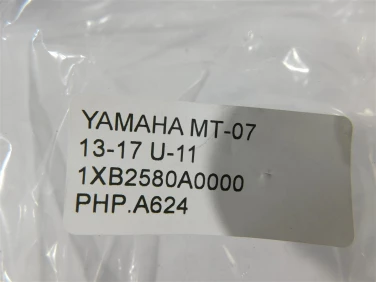 YAMAHA MT-07
13-17 U-11
1XB2580A0000
PHP.A624